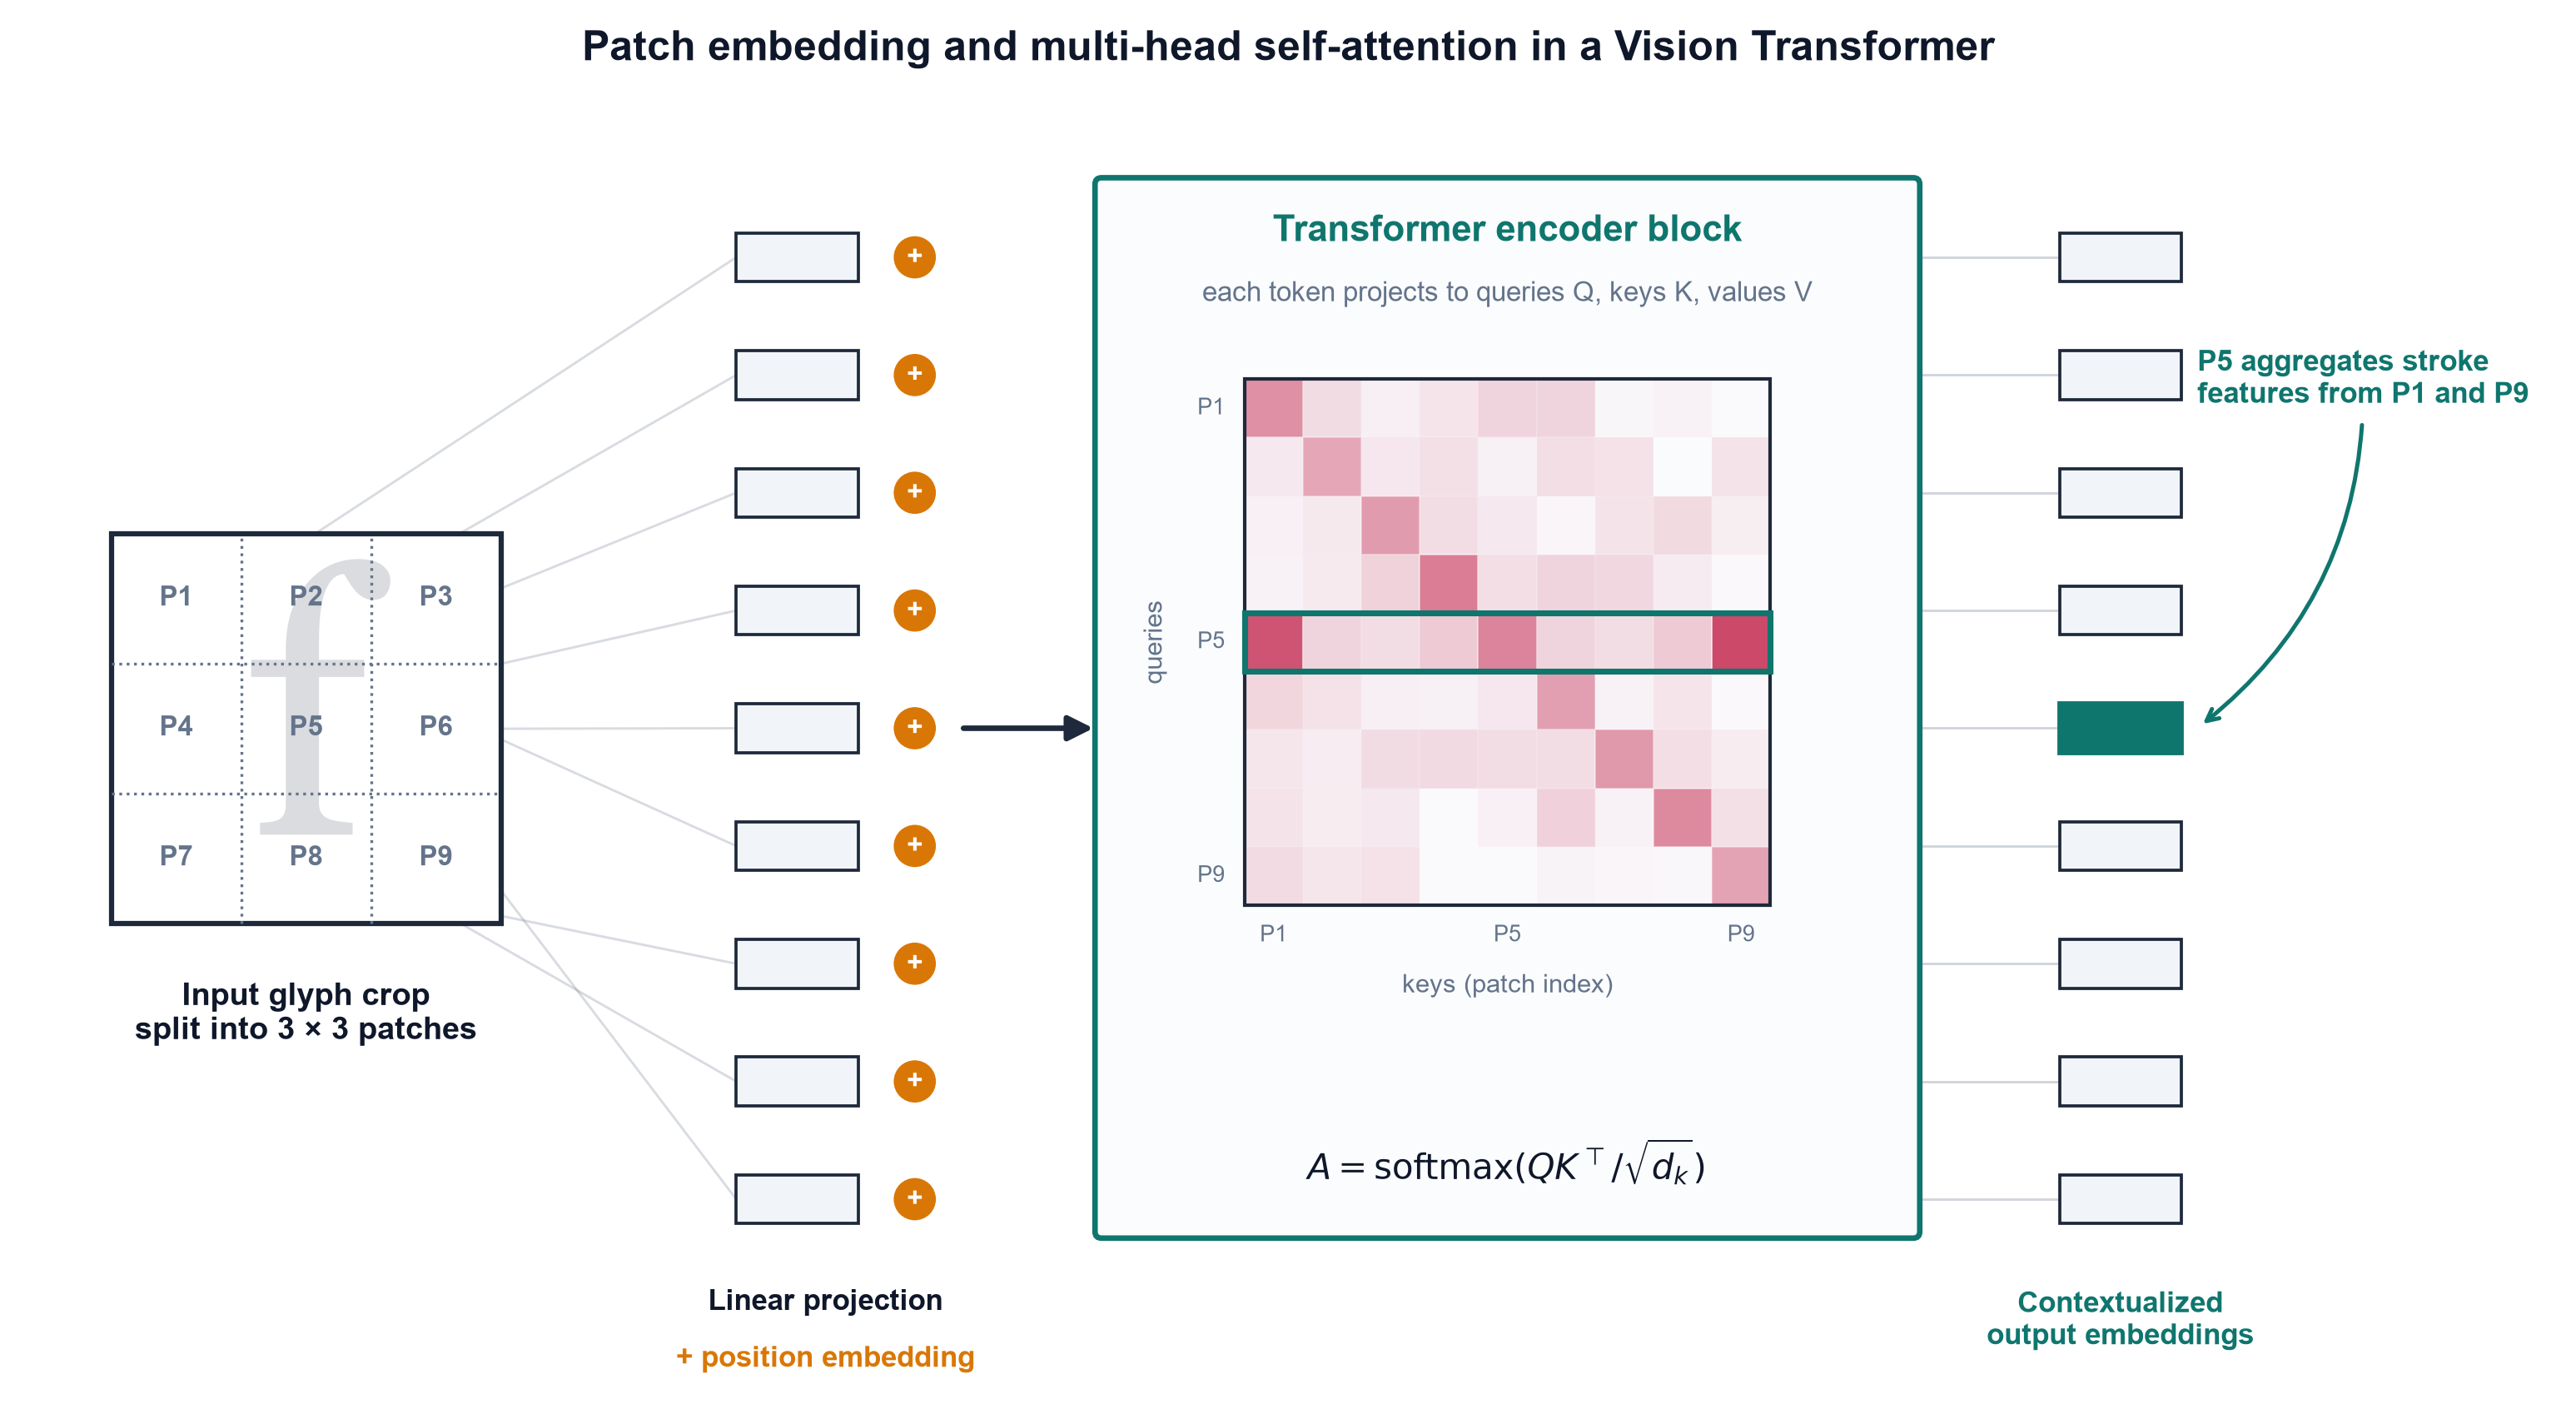 Patch embedding and multi-head self-attention in a Vision Transformer
P1 P2 P3
P4 P5 P6
P7 P8 P9
f
Input glyph crop
split into 3 × 3 patches
+
+
+
+
+
+
+
+
+
Linear projection
+ position embedding
Transformer encoder block
each token projects to queries Q, keys K, values V
queries
P1
P5
P9
P1 P5 P9
keys (patch index)
A = softmax(QK⊤/√dₖ)
P5 aggregates stroke
features from P1 and P9
Contextualized
output embeddings